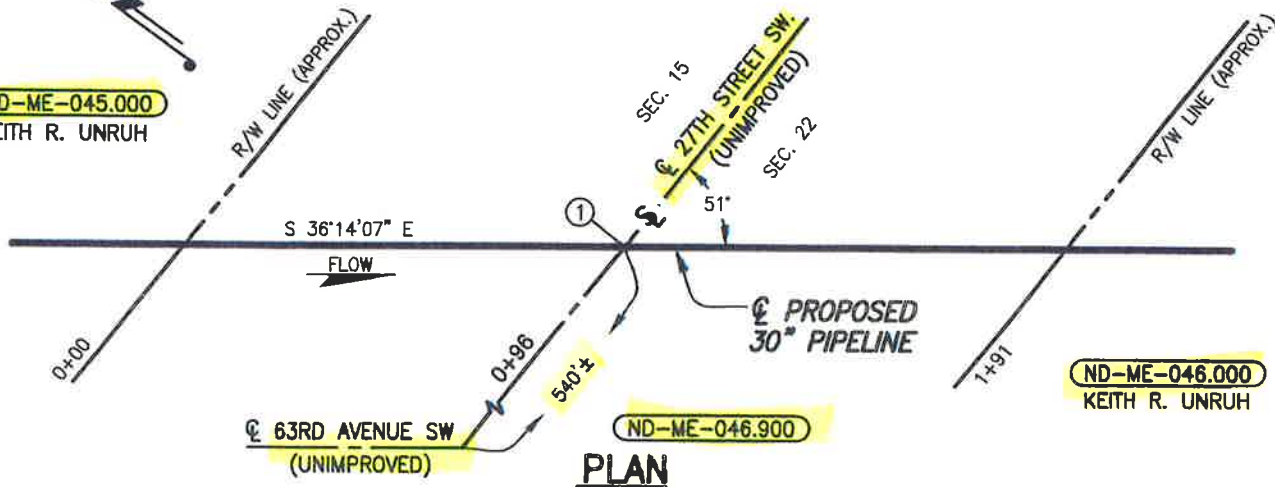 D-ME-045.000
EITH R. UNRUH
R/W LINE (APPROX.)
SEC. 15
℄ 27TH STREET SW.
(UNIMPROVED)
SEC. 22
R/W LINE (APPROX.)
1
51°
S 36°14'07" E
FLOW
℄ PROPOSED
30" PIPELINE
0+00
0+96
540'±
1+91
℄ 63RD AVENUE SW
(UNIMPROVED)
ND-ME-046.900
ND-ME-046.000
KEITH R. UNRUH
PLAN